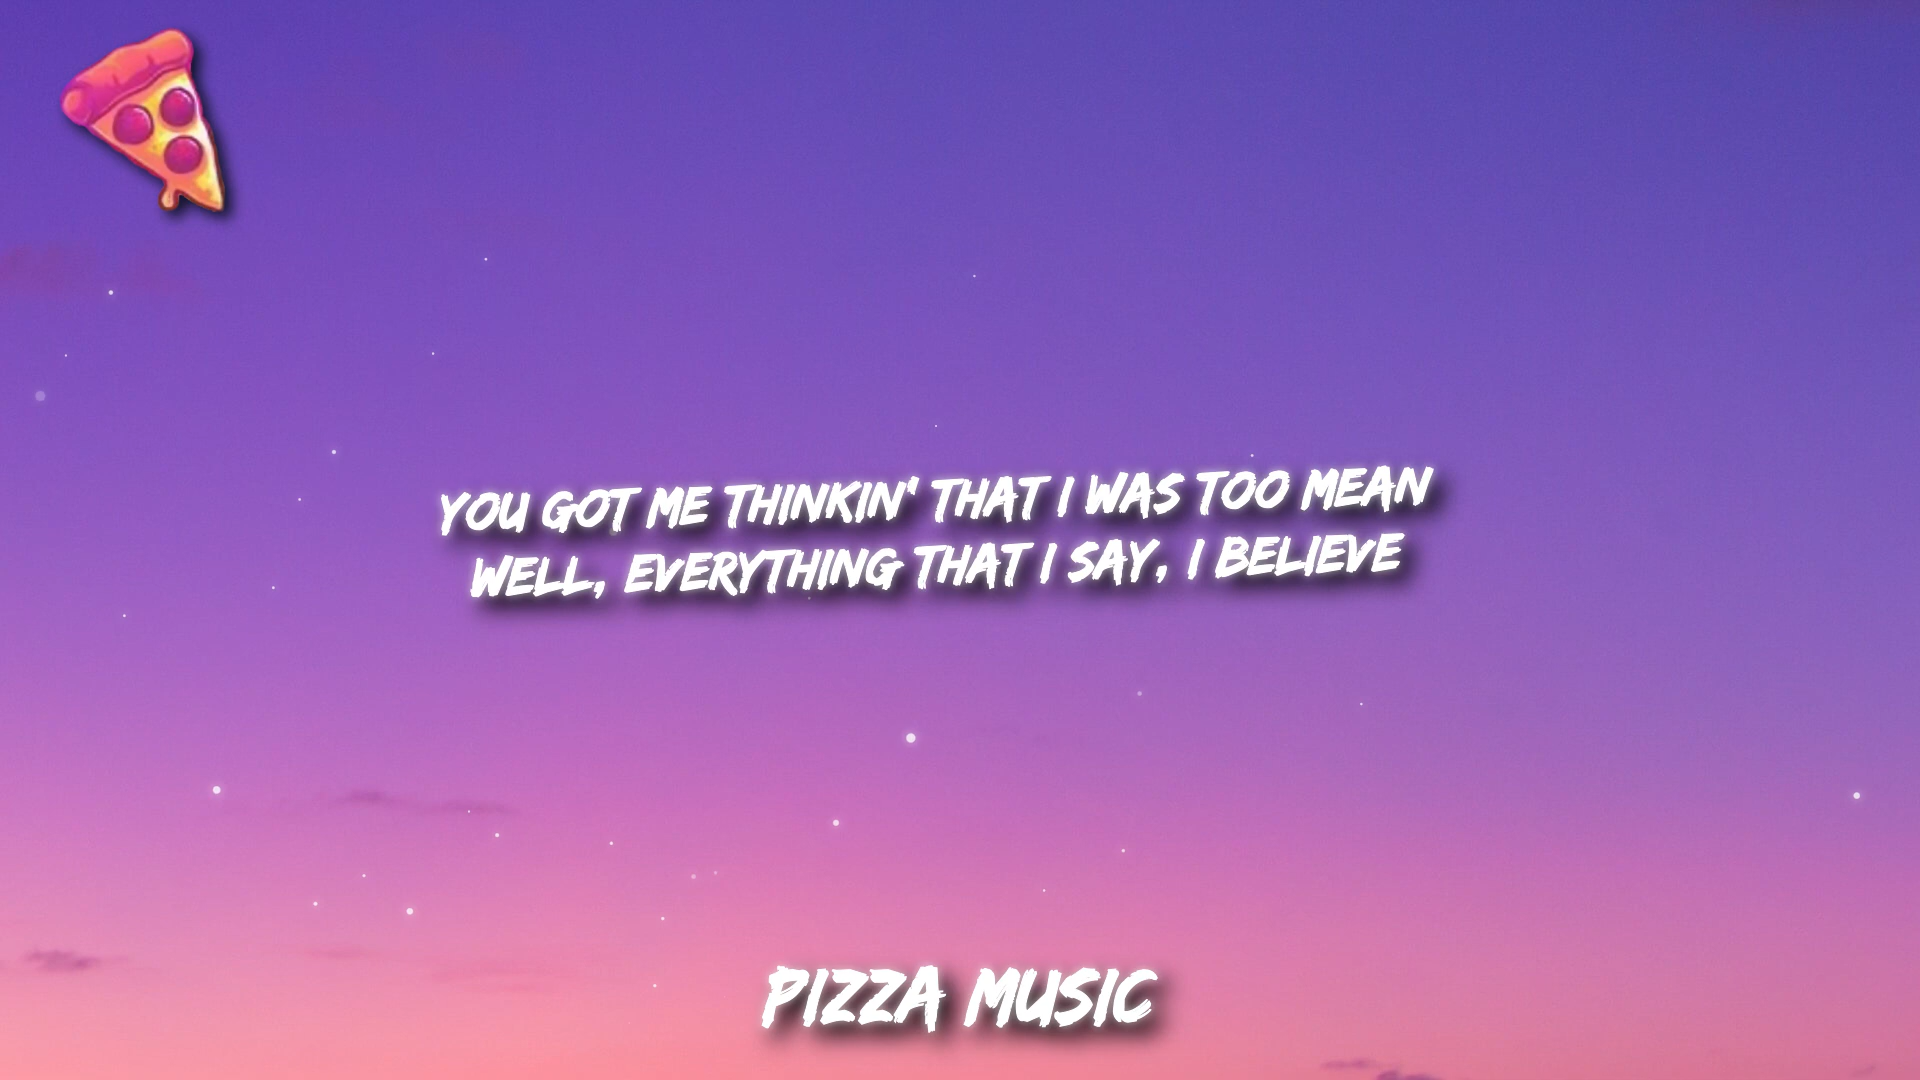 YOU GOT ME THINKIN' THAT I WAS TOO MEAN
WELL, EVERYTHING THAT I SAY, I BELIEVE
PIZZA MUSIC